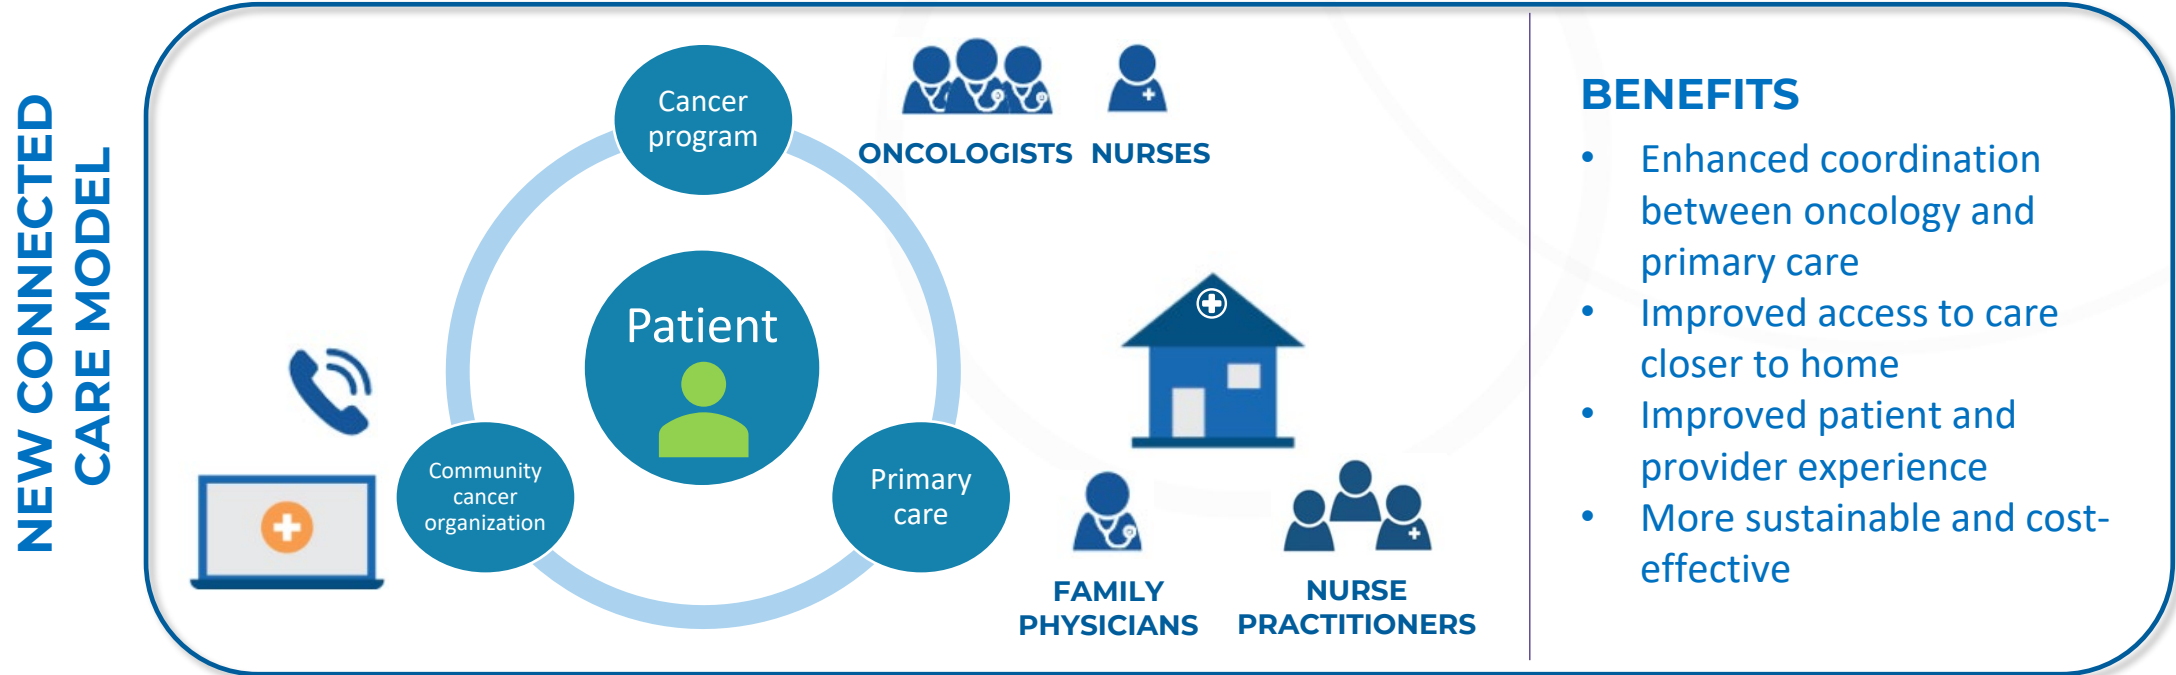 NEW CONNECTED
CARE MODEL
Cancer
program
ONCOLOGISTS
NURSES
Patient
Community
cancer
organization
Primary
care
FAMILY
PHYSICIANS
NURSE
PRACTITIONERS
BENEFITS
• Enhanced coordination
between oncology and
primary care
• Improved access to care
closer to home
• Improved patient and
provider experience
• More sustainable and cost-
effective